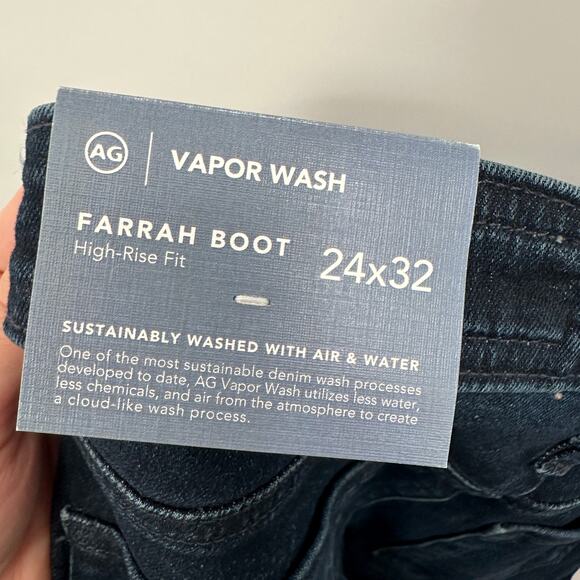 AG | VAPOR WASH
FARRAH BOOT
High-Rise Fit
24x32
SUSTAINABLY WASHED WITH AIR & WATER
One of the most sustainable denim wash processes
developed to date, AG Vapor Wash utilizes less water,
less chemicals, and air from the atmosphere to create
a cloud-like wash process.